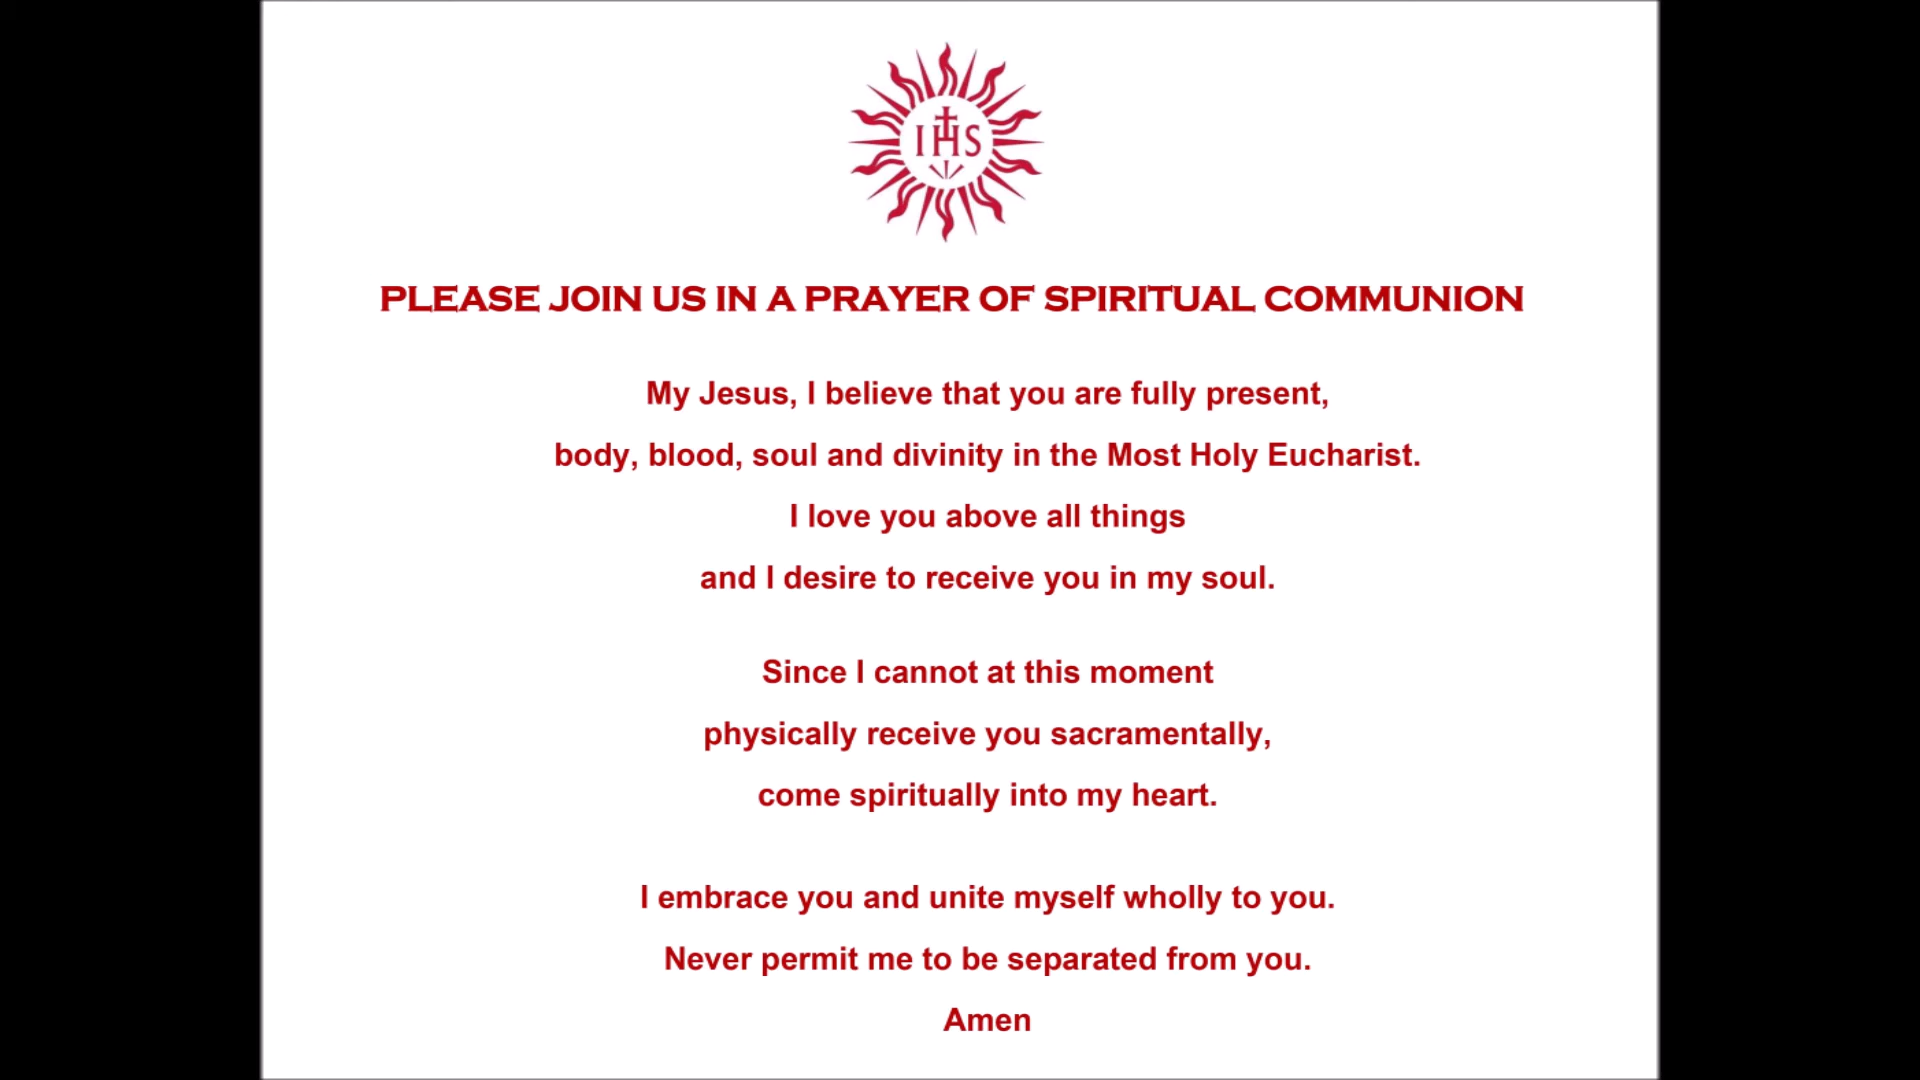 IHS
PLEASE JOIN US IN A PRAYER OF SPIRITUAL COMMUNION
My Jesus, I believe that you are fully present,
body, blood, soul and divinity in the Most Holy Eucharist.
I love you above all things
and I desire to receive you in my soul.
Since I cannot at this moment
physically receive you sacramentally,
come spiritually into my heart.
I embrace you and unite myself wholly to you.
Never permit me to be separated from you.
Amen